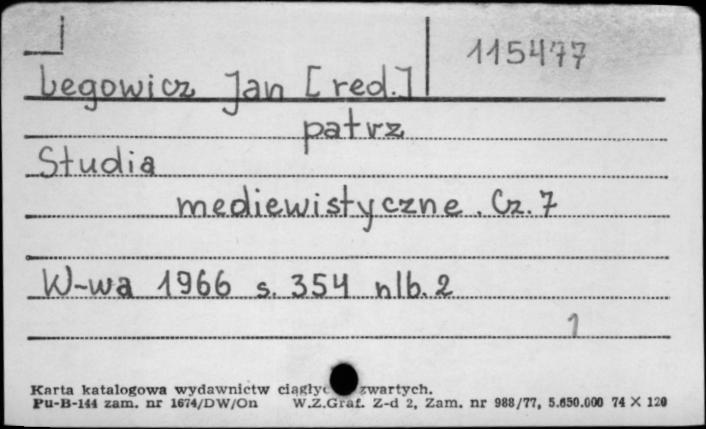 115477
Legowicz Jan [red.]
patrz
Studia
mediewistyczne. Cz. 7
W-wa 1966 s. 354 nlb. 2
1
Karta katalogowa wydawnictw zwartych.
Pu-B-144 zam. nr 1674/DW/On W.Z.Graf. Z-d 2, Zam. nr 988/77, 5.650.000 74 X 120